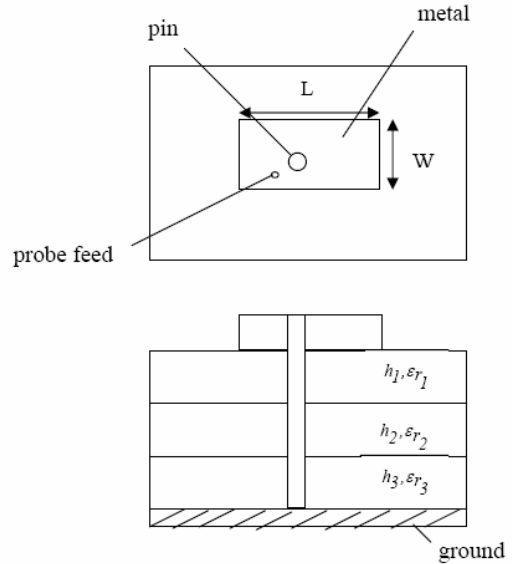 metal
pin
L
W
probe feed
h₁,εr₁
h₂,εr₂
h₃,εr₃
ground